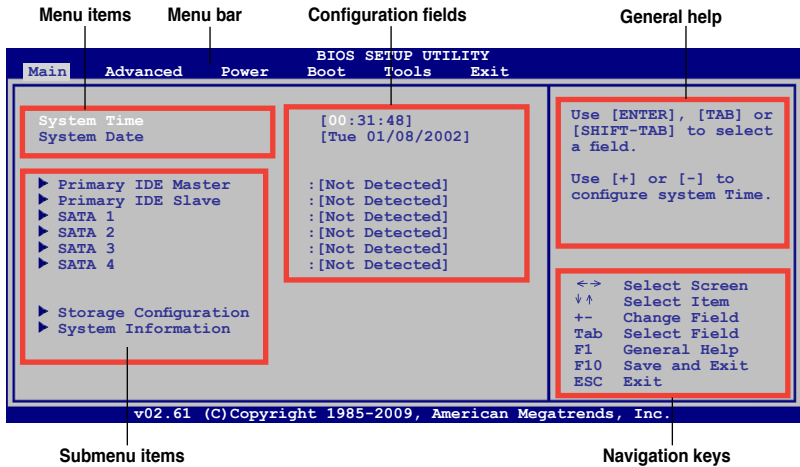 Menu items Menu bar Configuration fields General help
BIOS SETUP UTILITY
Main Advanced Power Boot Tools Exit
System Time [00:31:48]
System Date [Tue 01/08/2002]
Primary IDE Master :[Not Detected]
Primary IDE Slave :[Not Detected]
SATA 1 :[Not Detected]
SATA 2 :[Not Detected]
SATA 3 :[Not Detected]
SATA 4 :[Not Detected]
Storage Configuration
System Information
Use [ENTER], [TAB] or
[SHIFT-TAB] to select
a field.
Use [+] or [-] to
configure system Time.
←→ Select Screen
↓↑ Select Item
+- Change Field
Tab Select Field
F1 General Help
F10 Save and Exit
ESC Exit
v02.61 (C)Copyright 1985-2009, American Megatrends, Inc.
Submenu items Navigation keys